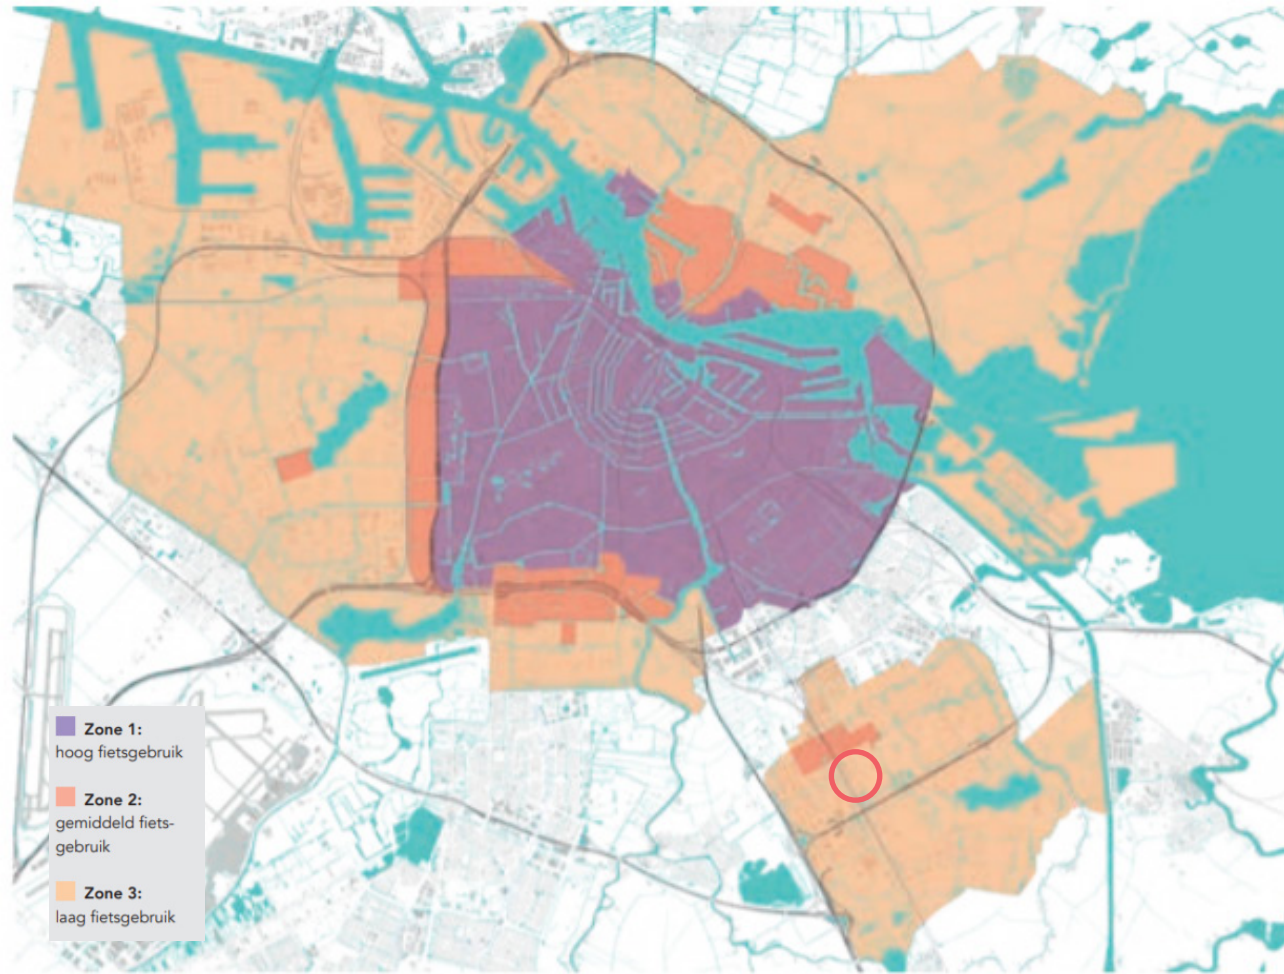 Zone 1:
hoog fietsgebruik
Zone 2:
gemiddeld fiets-
gebruik
Zone 3:
laag fietsgebruik